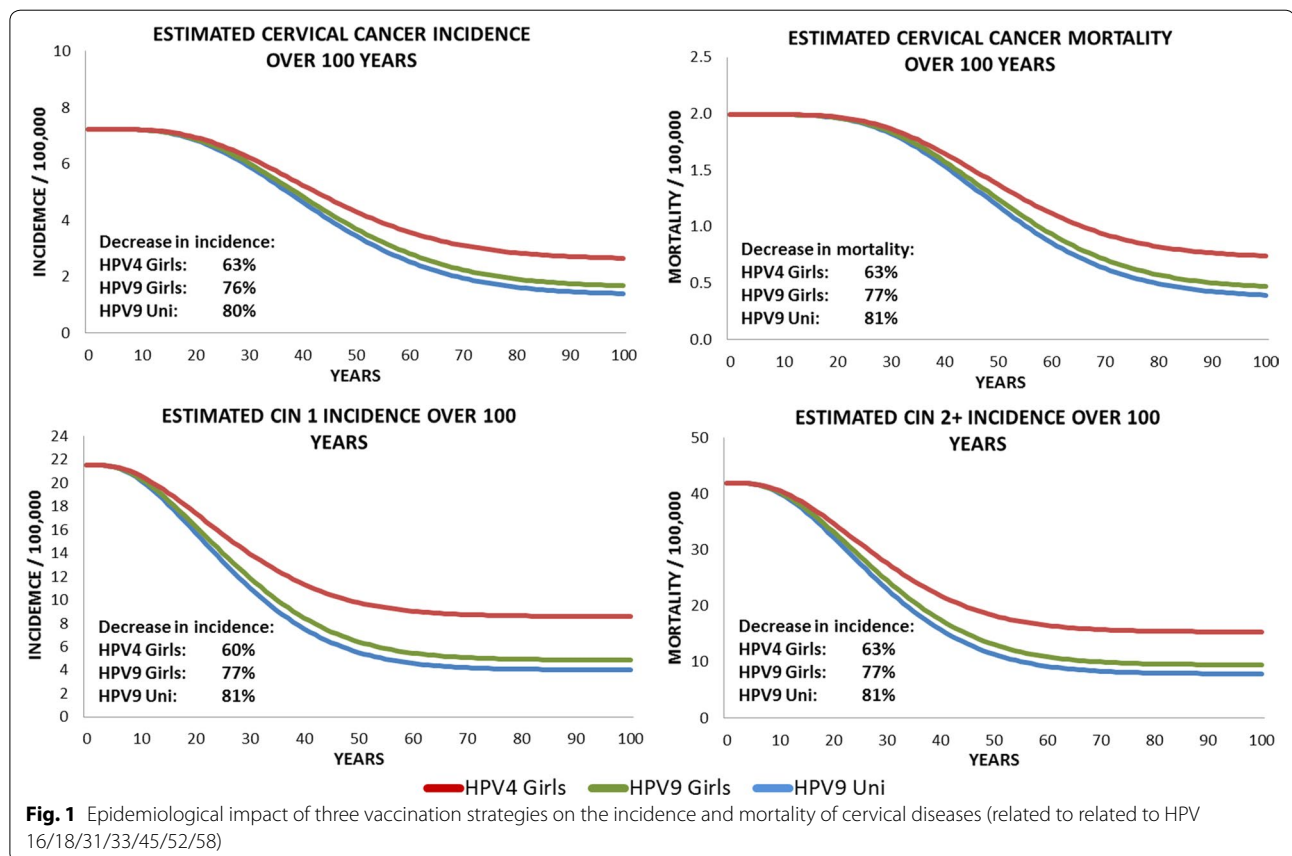 ESTIMATED CERVICAL CANCER INCIDENCE
OVER 100 YEARS
10
8
6
4
2
0
INCIDEMCE / 100,000
Decrease in incidence:
HPV4 Girls: 63%
HPV9 Girls: 76%
HPV9 Uni: 80%
0 10 20 30 40 50 60 70 80 90 100
YEARS
ESTIMATED CERVICAL CANCER MORTALITY
OVER 100 YEARS
2.5
2.0
1.5
1.0
0.5
0.0
MORTALITY / 100,000
Decrease in mortality:
HPV4 Girls: 63%
HPV9 Girls: 77%
HPV9 Uni: 81%
0 10 20 30 40 50 60 70 80 90 100
YEARS
ESTIMATED CIN 1 INCIDENCE OVER 100
YEARS
24
22
20
18
16
14
12
10
8
6
4
2
0
INCIDEMCE / 100,000
Decrease in incidence:
HPV4 Girls: 60%
HPV9 Girls: 77%
HPV9 Uni: 81%
0 10 20 30 40 50 60 70 80 90 100
YEARS
ESTIMATED CIN 2+ INCIDENCE OVER 100
YEARS
50
40
30
20
10
0
MORTALITY / 100,000
Decrease in incidence:
HPV4 Girls: 63%
HPV9 Girls: 77%
HPV9 Uni: 81%
0 10 20 30 40 50 60 70 80 90 100
YEARS
HPV4 Girls HPV9 Girls HPV9 Uni
Fig. 1 Epidemiological impact of three vaccination strategies on the incidence and mortality of cervical diseases (related to related to HPV
16/18/31/33/45/52/58)